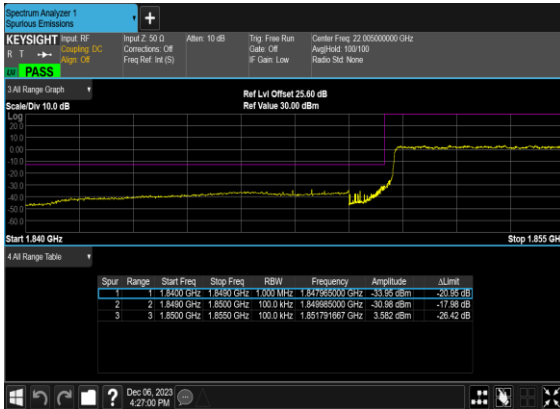 Spectrum Analyzer 1
Spurious Emissions
+
KEYSIGHT Input: RF Input Z: 50 Ω Atten: 10 dB Trig: Free Run Center Freq: 22.005000000 GHz
R T Coupling: DC Corrections: Off Gate: Off Avg|Hold: 100/100
Align: Off Freq Ref: Int (S) IF Gain: Low Radio Std: None
PASS
3 All Range Graph
Ref Lvl Offset 25.60 dB
Scale/Div 10.0 dB Ref Value 30.00 dBm
Log
20.0
10.0
0.00
-10.0
-20.0
-30.0
-40.0
-50.0
-60.0
Start 1.840 GHz Stop 1.855 GH
4 All Range Table
Spur Range Start Freq Stop Freq RBW Frequency Amplitude ΔLimit
1 1 1.8400 GHz 1.8490 GHz 1.000 MHz 1.847965000 GHz -33.95 dBm -20.95 dB
2 2 1.8490 GHz 1.8500 GHz 100.0 kHz 1.849985000 GHz -30.98 dBm -17.98 dB
3 3 1.8500 GHz 1.8550 GHz 100.0 kHz 1.851791667 GHz 3.582 dBm -26.42 dB
? Dec 06, 2023
4:27:00 PM